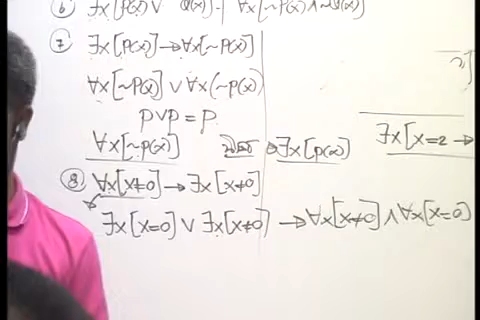 ⑥ ∃x[P(x) ∨ Q(x)] ∀x[~P(x) ∧ ~Q(x)]
⑦ ∃x[P(x)] → ∀x[~P(x)]
∀x[~P(x)] ∨ ∀x[~P(x)]
P∨P = P
∀x[~P(x)] ∃x[P(x)] ∃x[x=2 →
⑧ ∀x[x≠0] → ∃x[x≠0]
∃x[x=0] ∨ ∃x[x≠0] → ∀x[x≠0] ∧ ∀x[x=0]